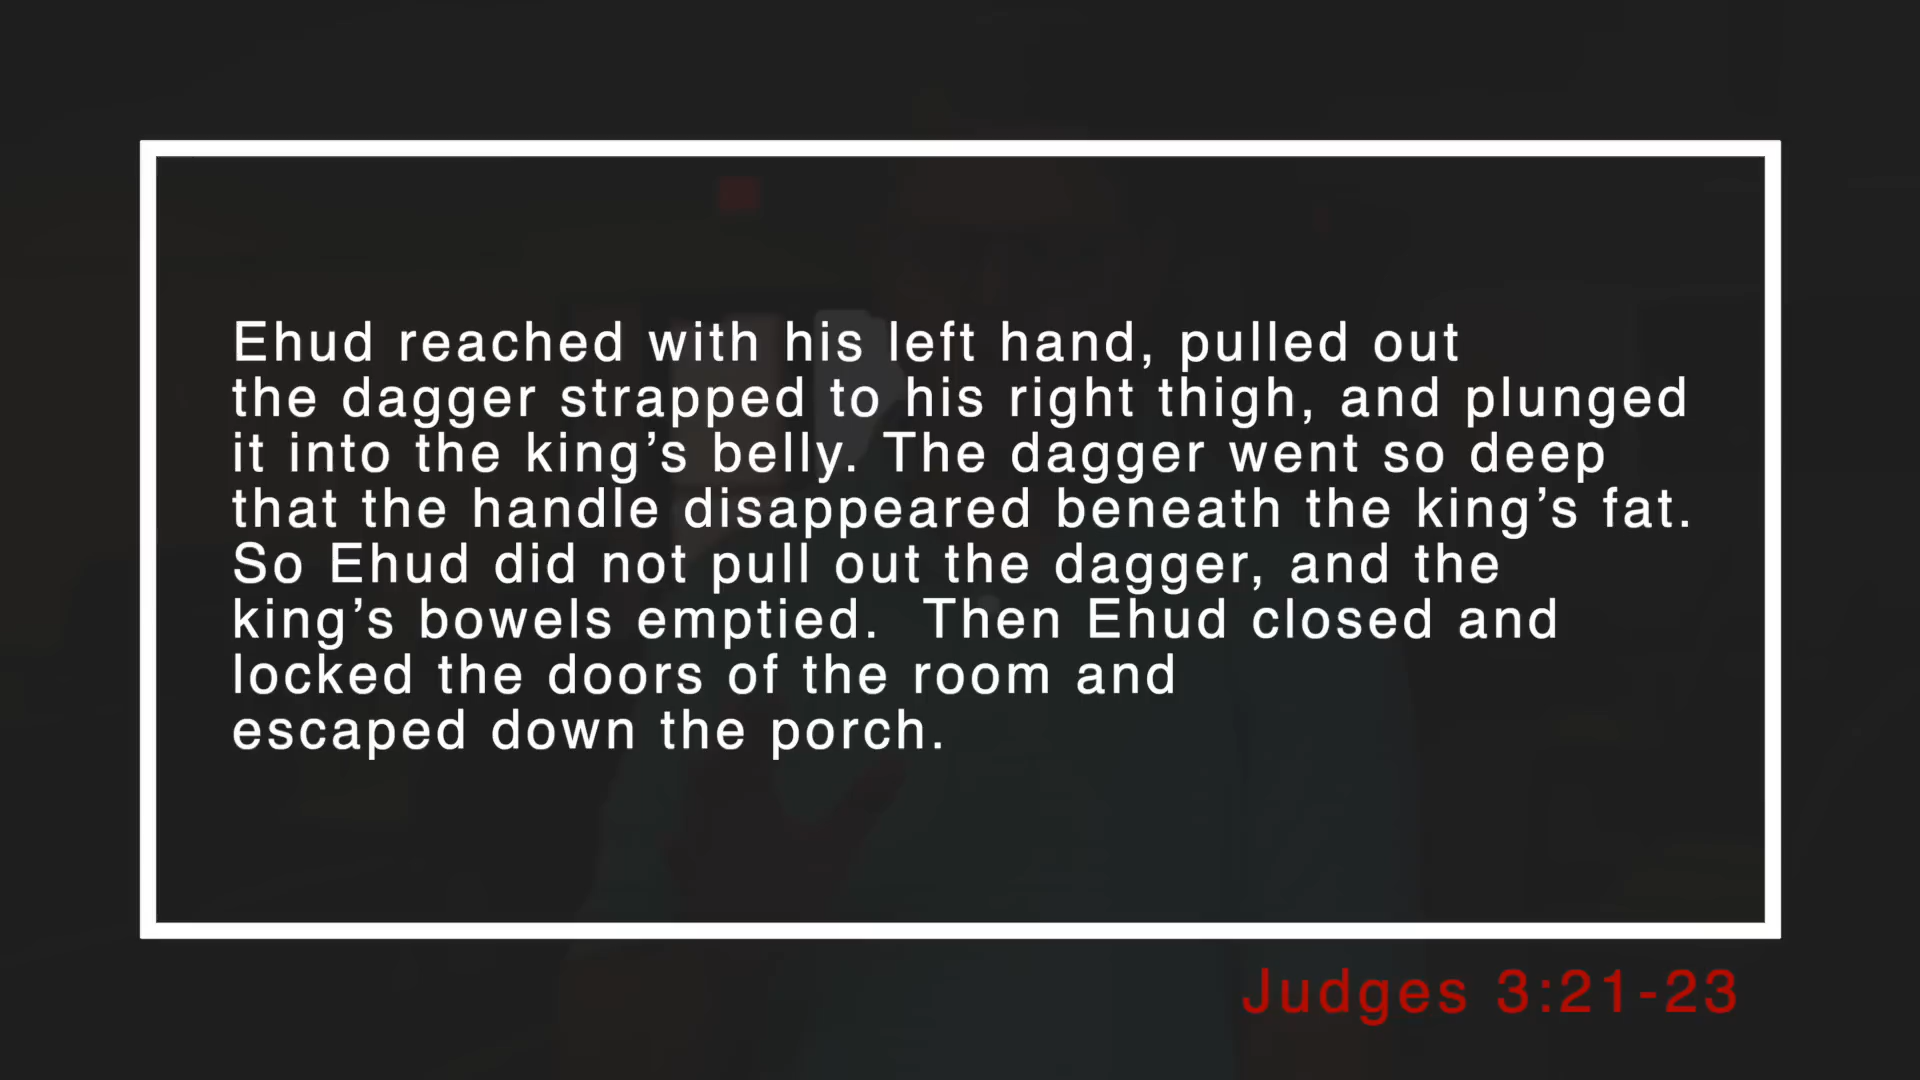 Ehud reached with his left hand, pulled out
the dagger strapped to his right thigh, and plunged
it into the king’s belly. The dagger went so deep
that the handle disappeared beneath the king’s fat.
So Ehud did not pull out the dagger, and the
king’s bowels emptied.  Then Ehud closed and
locked the doors of the room and
escaped down the porch.
Judges 3:21-23